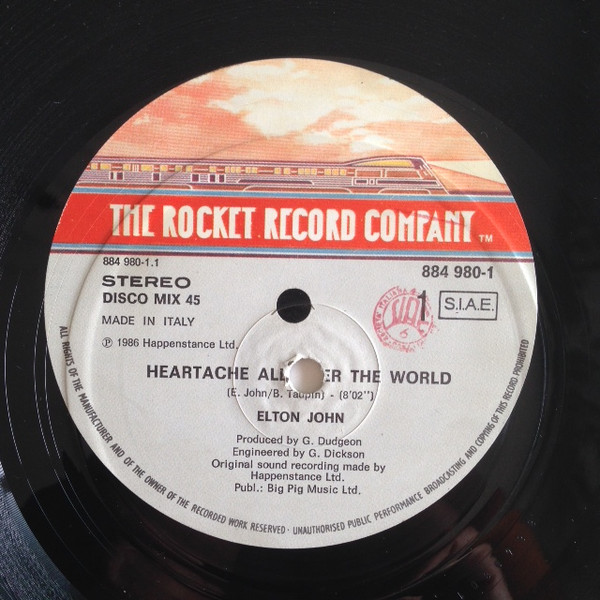 THE ROCKET RECORD COMPANY TM
884 980-1.1
884 980-1
STEREO
DISCO MIX 45
1
S.I.A.E.
MADE IN ITALY
℗ 1986 Happenstance Ltd.
HEARTACHE ALL THE WORLD
(E. John/B. Taupin) - (8'02")
ELTON JOHN
Produced by G. Dudgeon
Engineered by G. Dickson
Original sound recording made by
Happenstance Ltd.
Publ.: Big Pig Music Ltd.
ALL RIGHTS OF THE MANUFACTURER AND OF THE OWNER OF THE RECORDED WORK RESERVED · UNAUTHORISED PUBLIC PERFORMANCE BROADCASTING AND COPYING OF THIS RECORD PROHIBITED